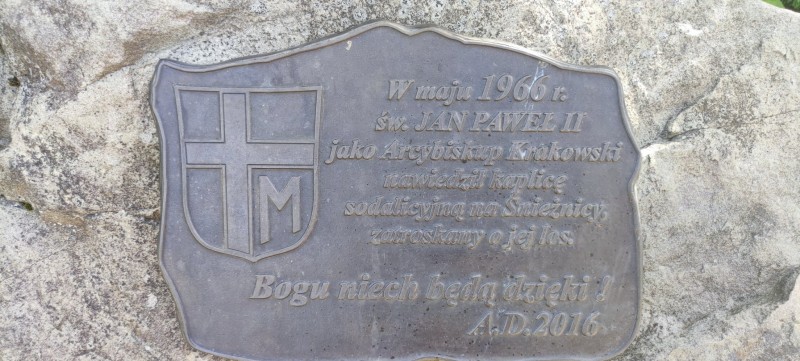 W maju 1966 r.
św. JAN PAWEŁ II
jako Arcybiskup Krakowski
nawiedził kaplicę
sodalicyjną na Śnieżnicy,
zatroskany o jej los.
Bogu niech będą dzięki !
A.D.2016
M